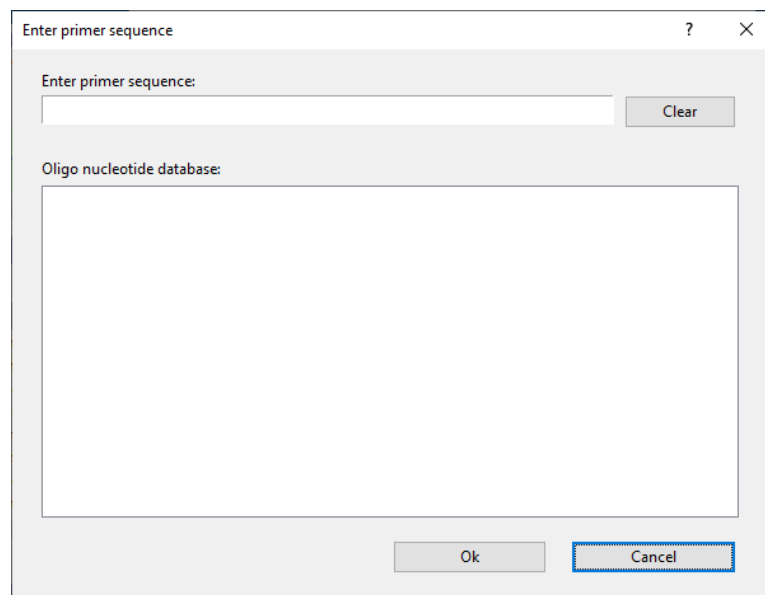 Enter primer sequence
?
Enter primer sequence:
Clear
Oligo nucleotide database:
Ok
Cancel